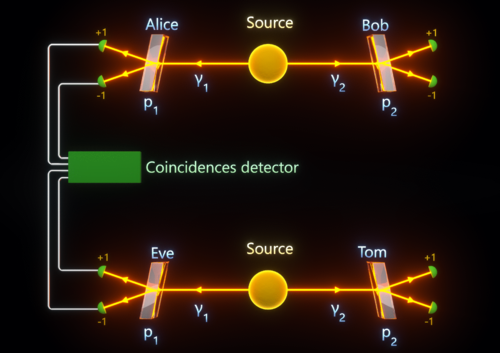 Alice Source Bob
+1 +1
γ₁ γ₂
-1 -1
p₁ p₂
Coincidences detector
Eve Source Tom
+1 +1
γ₁ γ₂
-1 -1
p₁ p₂